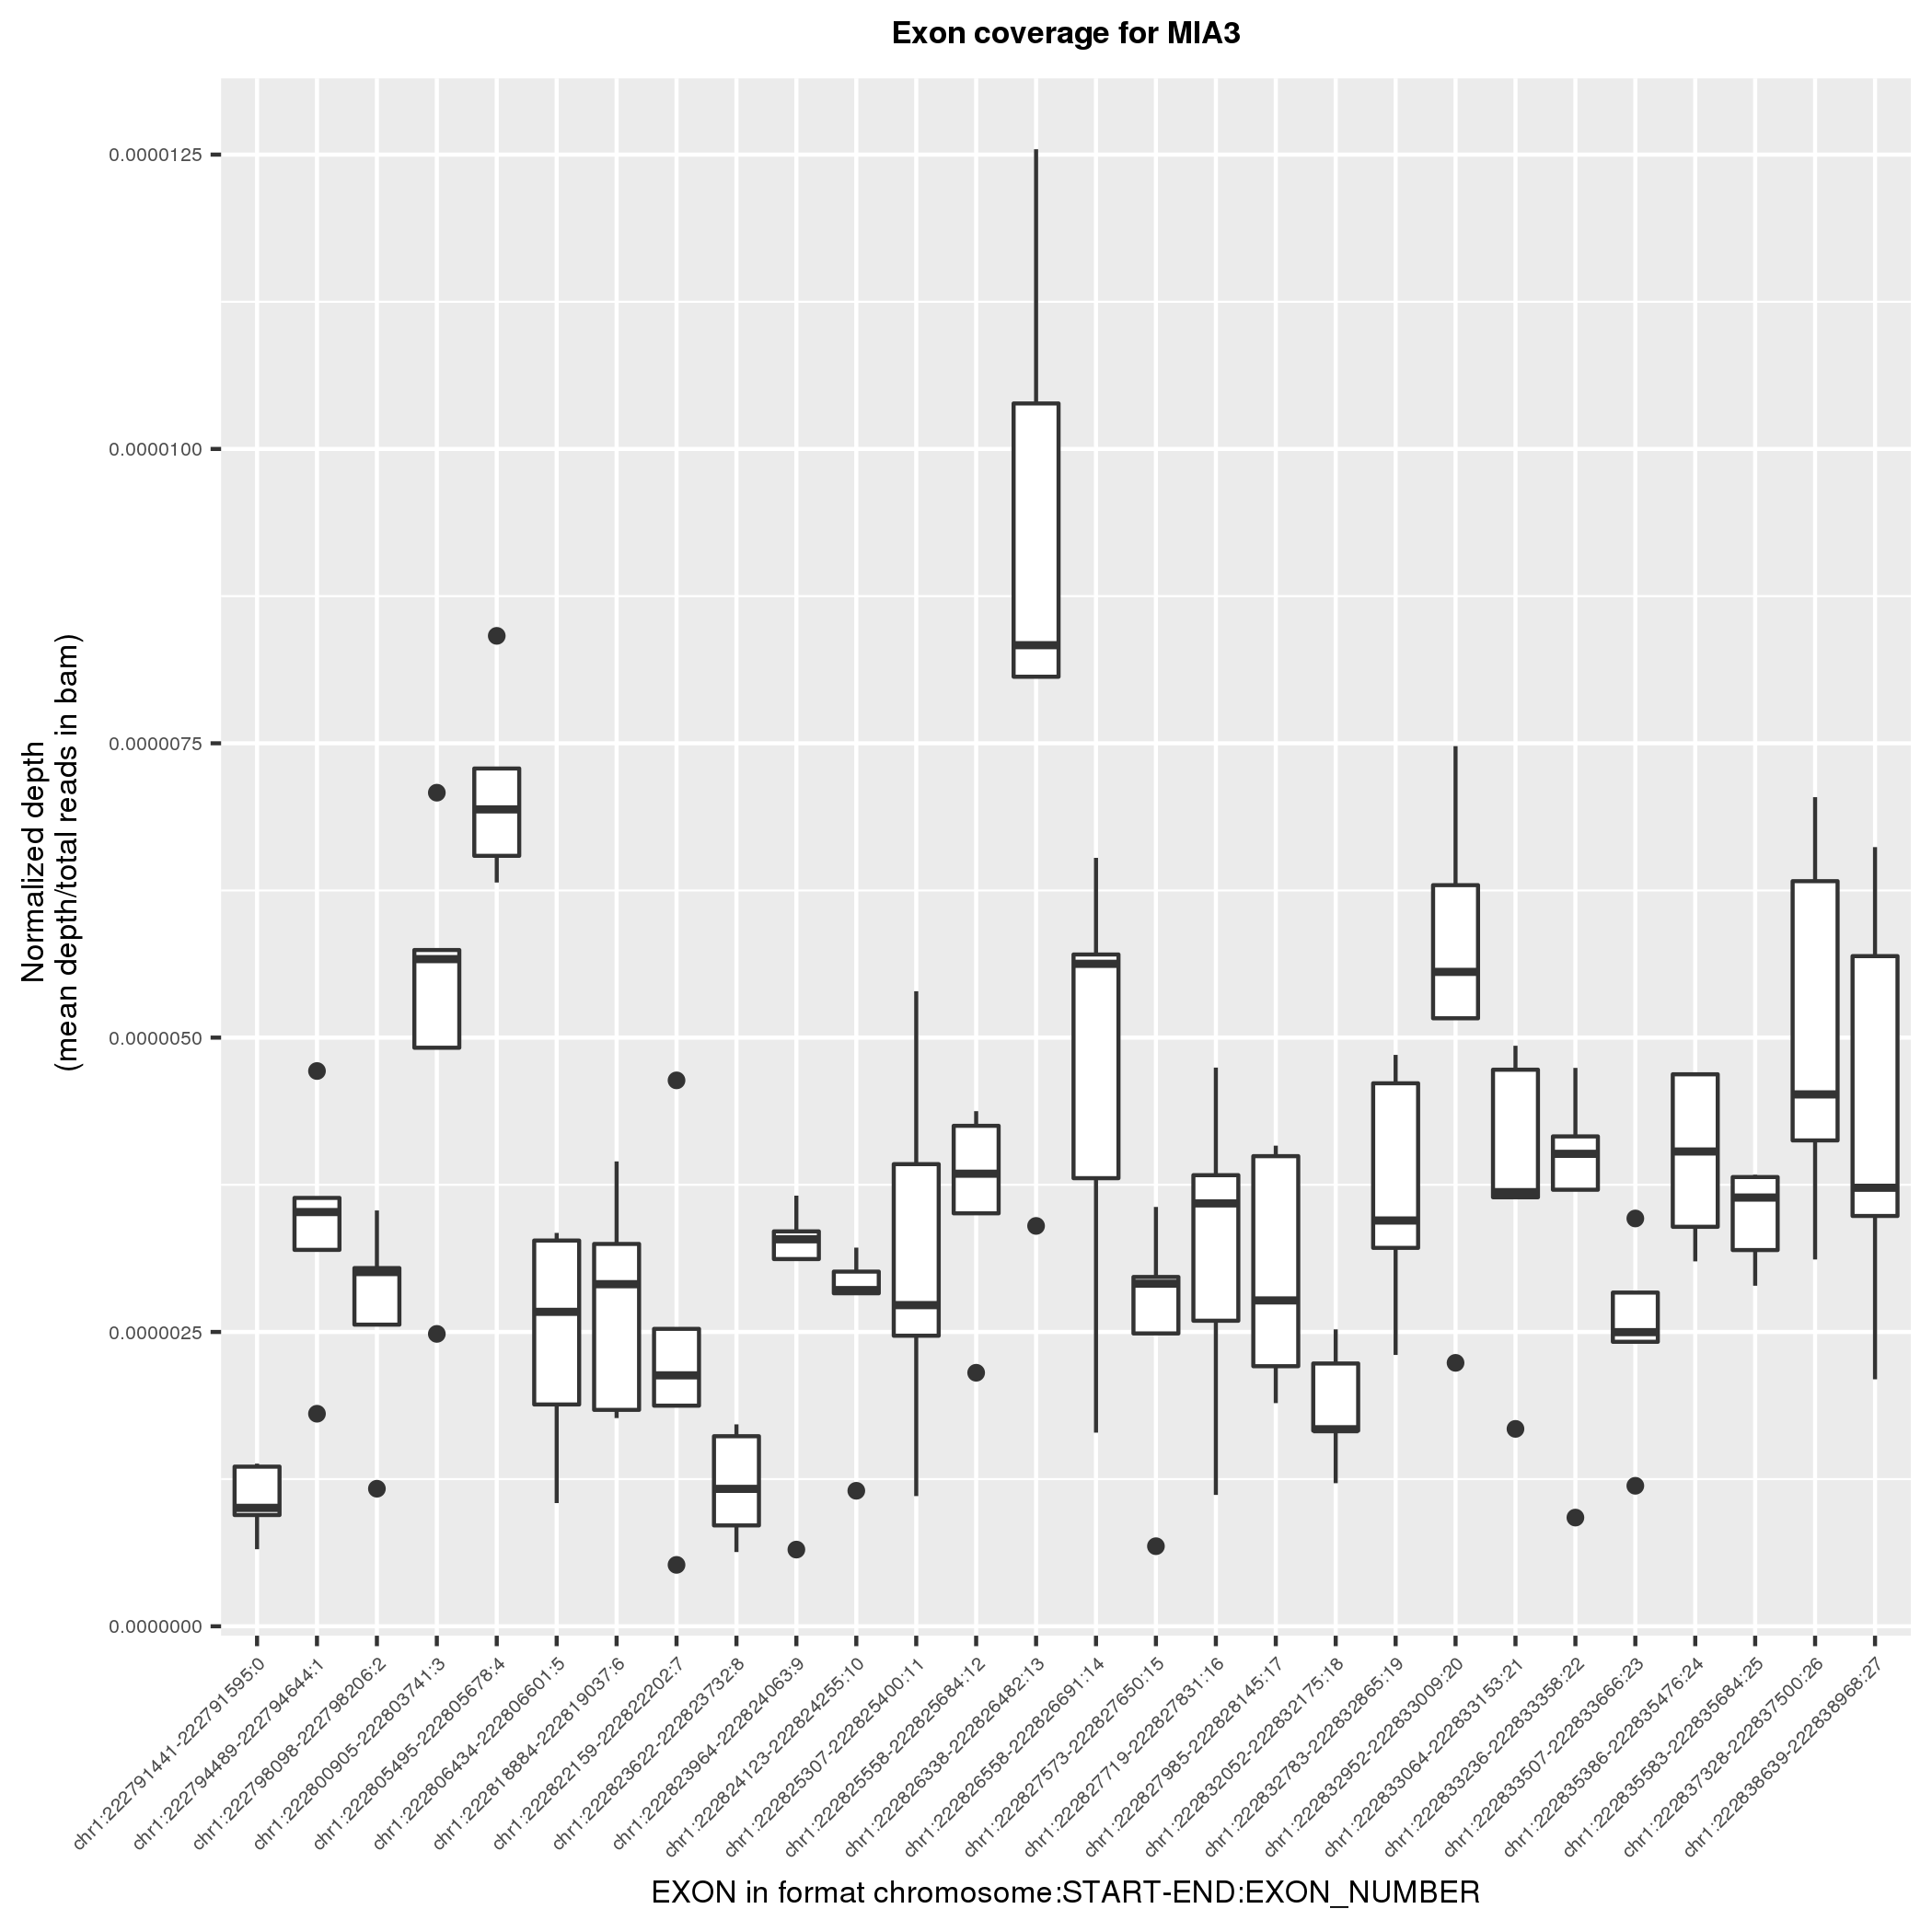 Exon coverage for MIA3
Normalized depth
(mean depth/total reads in bam)
0.0000125
0.0000100
0.0000075
0.0000050
0.0000025
0.0000000
chr1:222791441-222791595:0
chr1:222794489-222794644:1
chr1:222798098-222798206:2
chr1:222800905-222803741:3
chr1:222805495-222805678:4
chr1:222806434-222806601:5
chr1:222818884-222819037:6
chr1:222822159-222822202:7
chr1:222823622-222823732:8
chr1:222823964-222824063:9
chr1:222824123-222824255:10
chr1:222825307-222825400:11
chr1:222825558-222825684:12
chr1:222826338-222826482:13
chr1:222826558-222826691:14
chr1:222827573-222827650:15
chr1:222827719-222827831:16
chr1:222827985-222828145:17
chr1:222832052-222832175:18
chr1:222832783-222832865:19
chr1:222832952-222833009:20
chr1:222833064-222833153:21
chr1:222833236-222833358:22
chr1:222833507-222833666:23
chr1:222835386-222835476:24
chr1:222835583-222835684:25
chr1:222837328-222837500:26
chr1:222838639-222838968:27
EXON in format chromosome:START-END:EXON_NUMBER